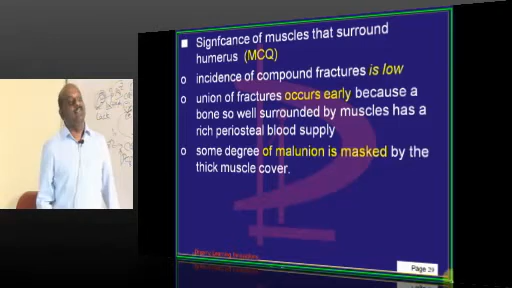 Signfcance of muscles that surround
humerus (MCQ)
incidence of compound fractures is low
union of fractures occurs early because a
bone so well surrounded by muscles has a
rich periosteal blood supply
some degree of malunion is masked by the
thick muscle cover.
Page 29